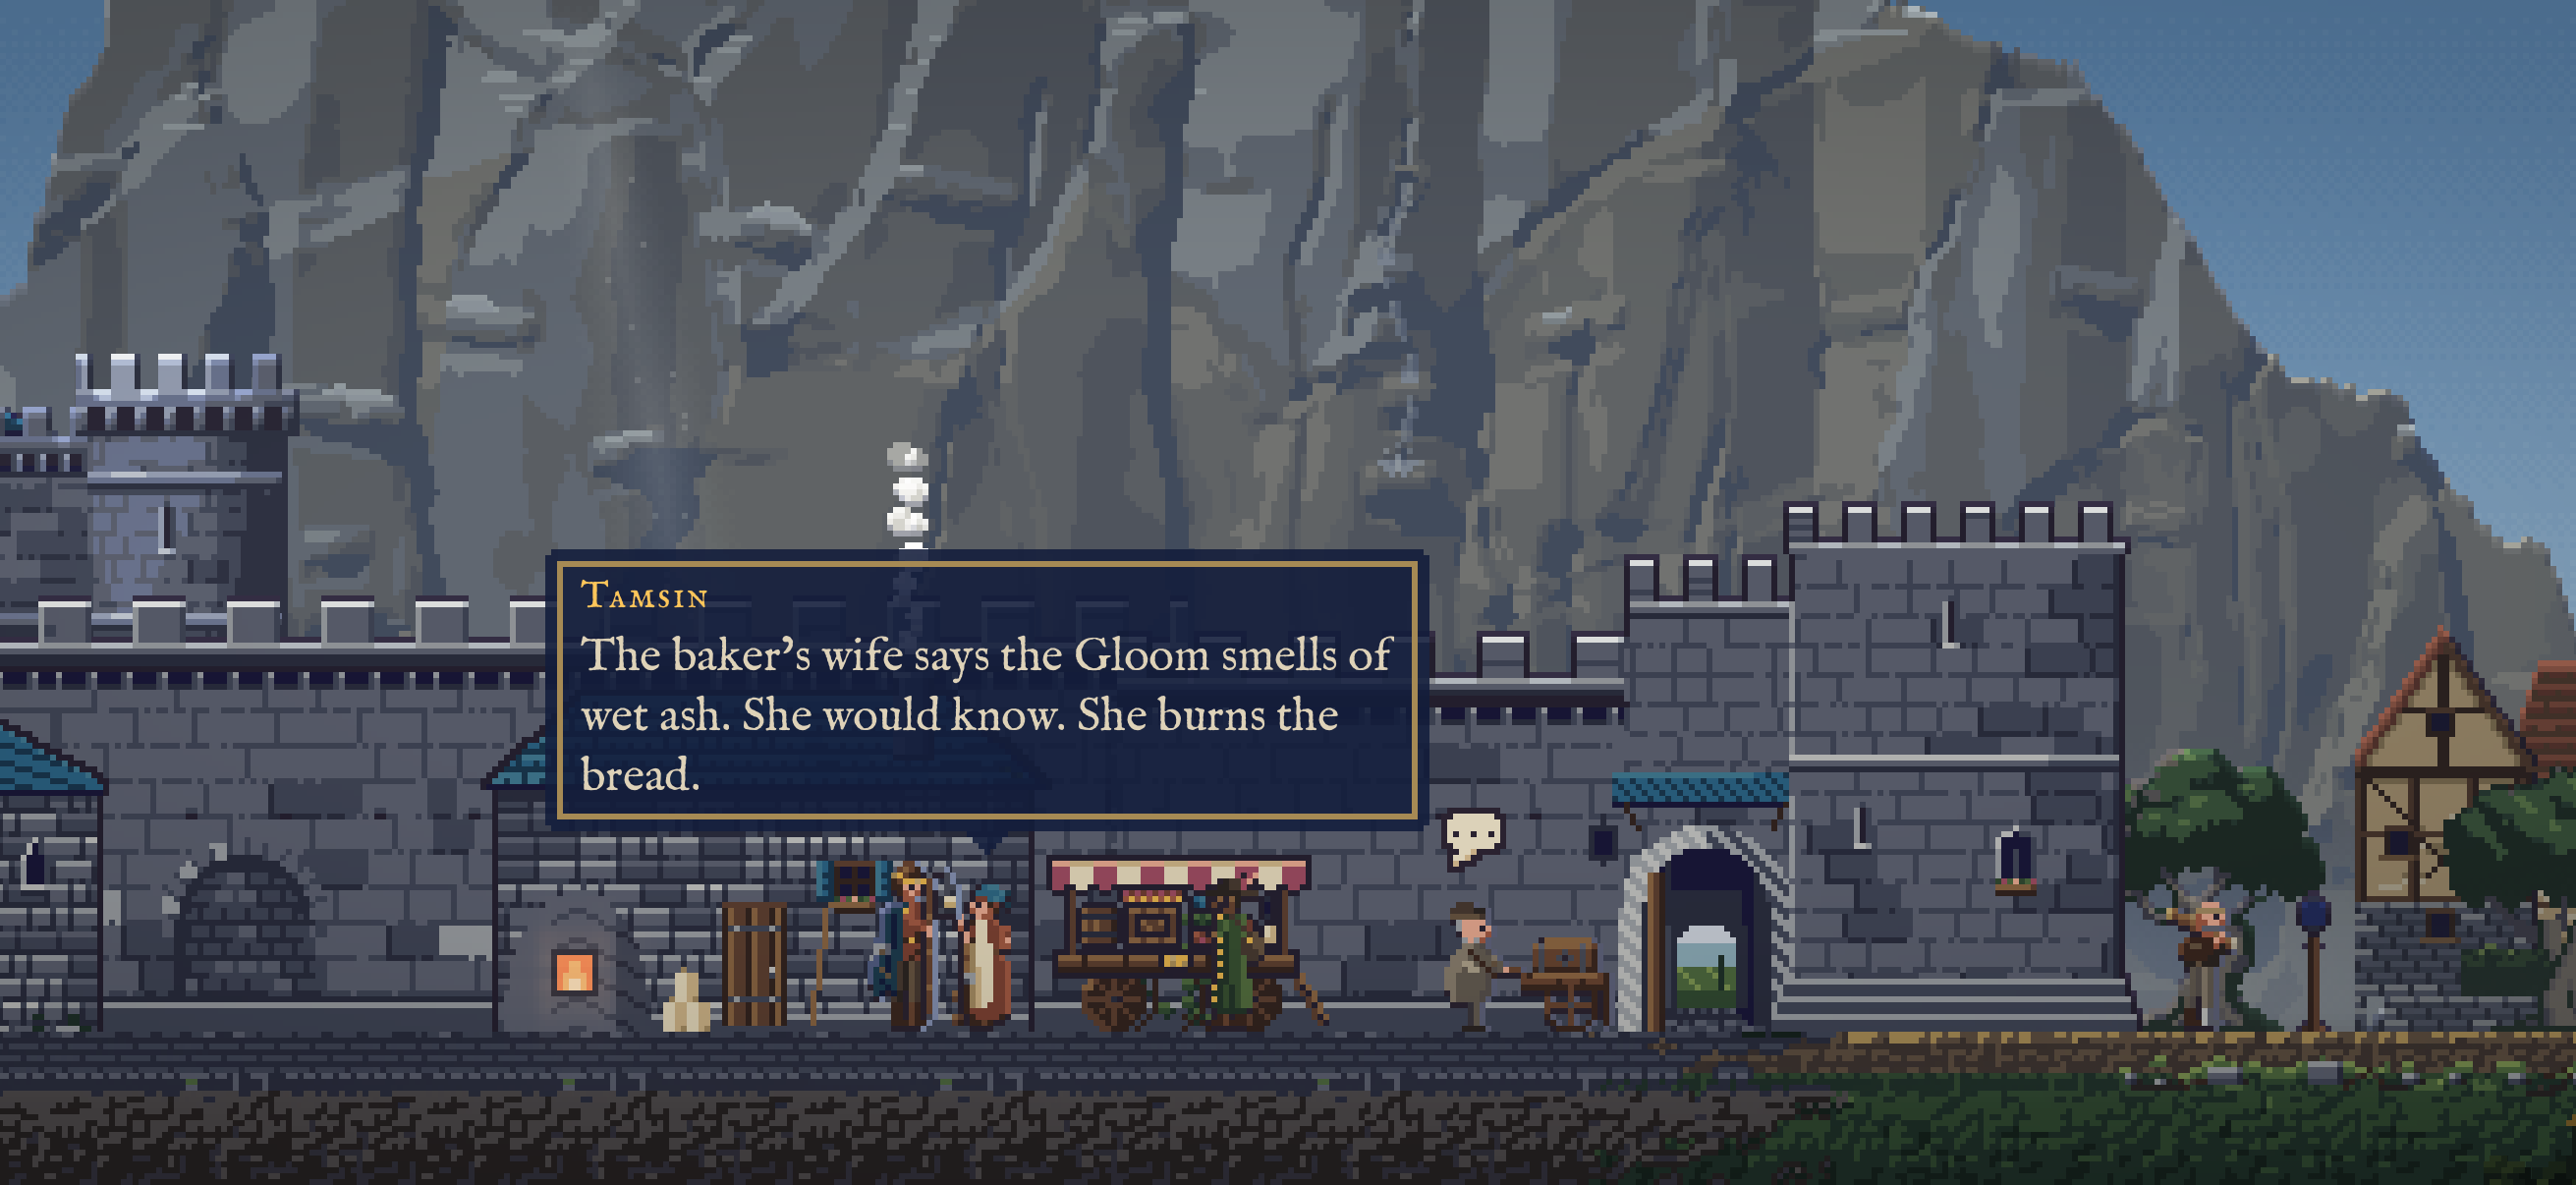 Tamsin
The baker's wife says the Gloom smells of
wet ash. She would know. She burns the
bread.